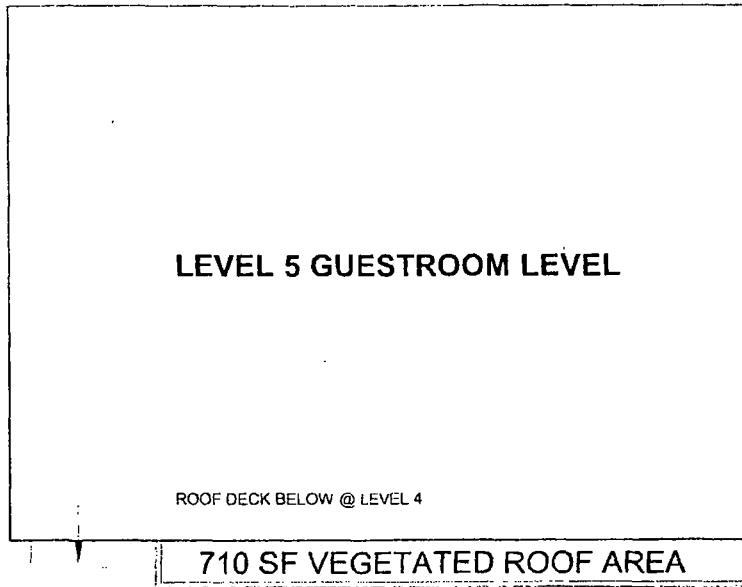 LEVEL 5 GUESTROOM LEVEL
ROOF DECK BELOW @ LEVEL 4
710 SF VEGETATED ROOF AREA